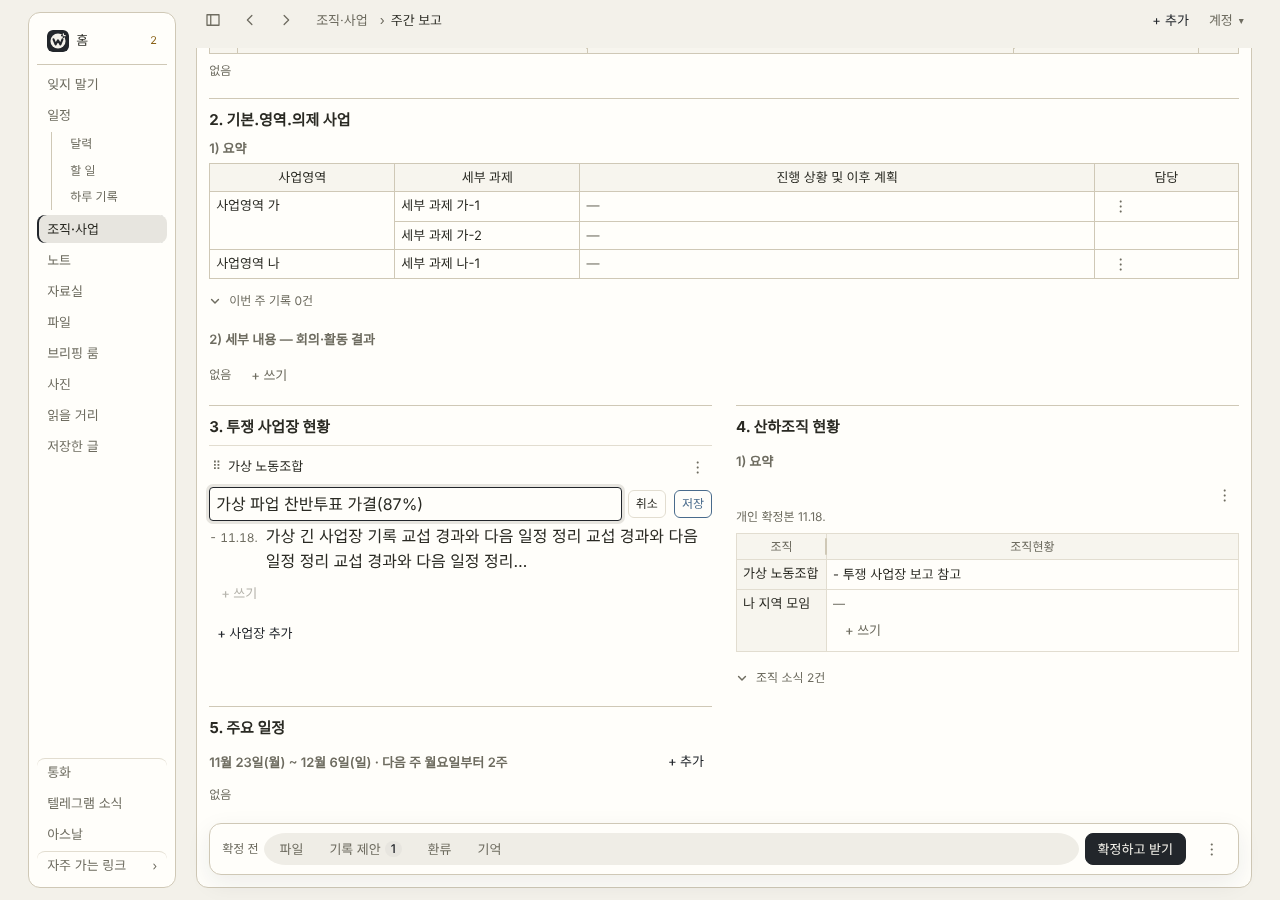 홈 2
잊지 말기
일정
달력
할 일
하루 기록
조직·사업
노트
자료실
파일
브리핑 룸
사진
읽을 거리
저장한 글
통화
텔레그램 소식
아스날
자주 가는 링크 ›
조직·사업 › 주간 보고
+ 추가 계정 ▾
없음
2. 기본.영역.의제 사업
1) 요약
사업영역 세부 과제 진행 상황 및 이후 계획 담당
사업영역 가 세부 과제 가-1 — ⋮
세부 과제 가-2 —
사업영역 나 세부 과제 나-1 — ⋮
이번 주 기록 0건
2) 세부 내용 — 회의·활동 결과
없음 + 쓰기
3. 투쟁 사업장 현황
가상 노동조합 ⋮
가상 파업 찬반투표 가결(87%) 취소 저장
- 11.18. 가상 긴 사업장 기록 교섭 경과와 다음 일정 정리 교섭 경과와 다음
일정 정리 교섭 경과와 다음 일정 정리…
+ 쓰기
+ 사업장 추가
4. 산하조직 현황
1) 요약
⋮
개인 확정본 11.18.
조직 조직현황
가상 노동조합 - 투쟁 사업장 보고 참고
나 지역 모임 —
+ 쓰기
조직 소식 2건
5. 주요 일정
11월 23일(월) ~ 12월 6일(일) · 다음 주 월요일부터 2주 + 추가
없음
확정 전 파일 기록 제안 1 환류 기억 확정하고 받기 ⋮